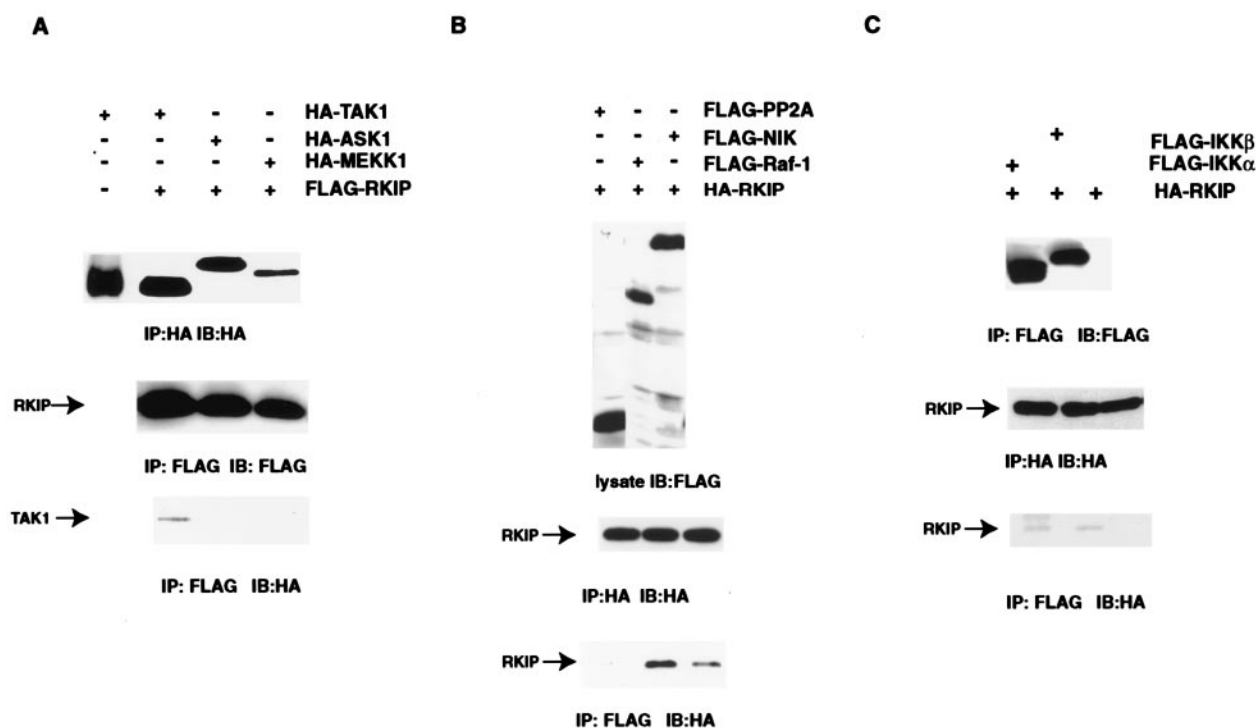 A
+ + - - HA-TAK1
- - + - HA-ASK1
- - - + HA-MEKK1
- + + + FLAG-RKIP
IP:HA IB:HA
RKIP
IP: FLAG IB: FLAG
TAK1
IP: FLAG IB:HA
B
+ - - FLAG-PP2A
- - + FLAG-NIK
- + - FLAG-Raf-1
+ + + HA-RKIP
lysate IB:FLAG
RKIP
IP:HA IB:HA
RKIP
IP: FLAG IB:HA
C
+ FLAG-IKKβ
+ FLAG-IKKα
+ + + HA-RKIP
IP: FLAG IB:FLAG
RKIP
IP:HA IB:HA
RKIP
IP: FLAG IB:HA